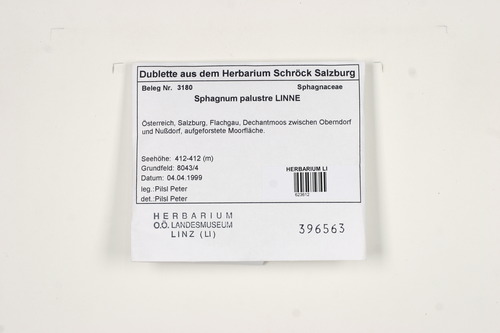 Dublette aus dem Herbarium Schröck Salzburg
Beleg Nr. 3180 Sphagnaceae
Sphagnum palustre LINNE
Österreich, Salzburg, Flachgau, Dechantmoos zwischen Oberndorf
und Nußdorf, aufgeforstete Moorfläche.
Seehöhe: 412-412 (m)
Grundfeld: 8043/4
Datum: 04.04.1999
leg.:Pilsl Peter
det.:Pilsl Peter
HERBARIUM LI
623612
HERBARIUM
O.Ö. LANDESMUSEUM
LINZ (LI)
396563